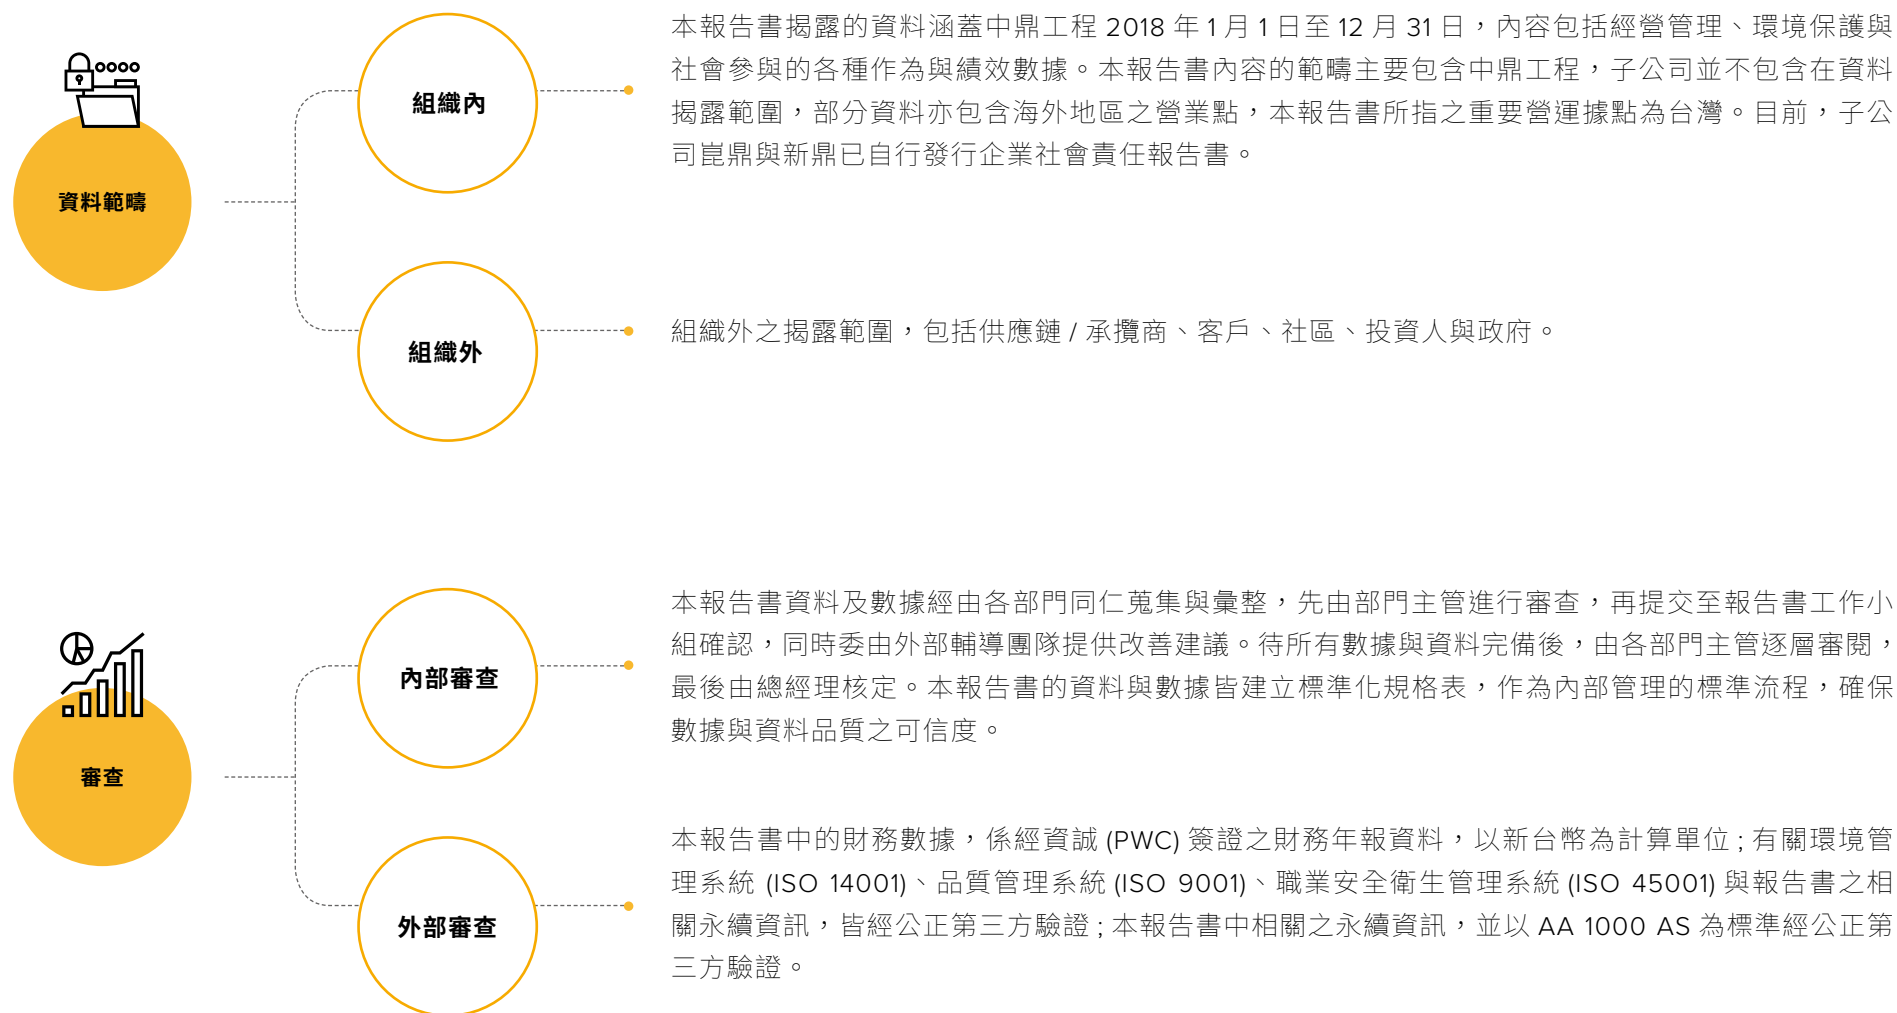 資料範疇
組織內
本報告書揭露的資料涵蓋中鼎工程 2018 年 1 月 1 日至 12 月 31 日，內容包括經營管理、環境保護與
社會參與的各種作為與績效數據。本報告書內容的範疇主要包含中鼎工程，子公司並不包含在資料
揭露範圍，部分資料亦包含海外地區之營業點，本報告書所指之重要營運據點為台灣。目前，子公
司崑鼎與新鼎已自行發行企業社會責任報告書。
組織外
組織外之揭露範圍，包括供應鏈 / 承攬商、客戶、社區、投資人與政府。
審查
內部審查
本報告書資料及數據經由各部門同仁蒐集與彙整，先由部門主管進行審查，再提交至報告書工作小
組確認，同時委由外部輔導團隊提供改善建議。待所有數據與資料完備後，由各部門主管逐層審閱，
最後由總經理核定。本報告書的資料與數據皆建立標準化規格表，作為內部管理的標準流程，確保
數據與資料品質之可信度。
外部審查
本報告書中的財務數據，係經資誠 (PWC) 簽證之財務年報資料，以新台幣為計算單位 ; 有關環境管
理系統 (ISO 14001)、品質管理系統 (ISO 9001)、職業安全衛生管理系統 (ISO 45001) 與報告書之相
關永續資訊，皆經公正第三方驗證 ; 本報告書中相關之永續資訊，並以 AA 1000 AS 為標準經公正第
三方驗證。